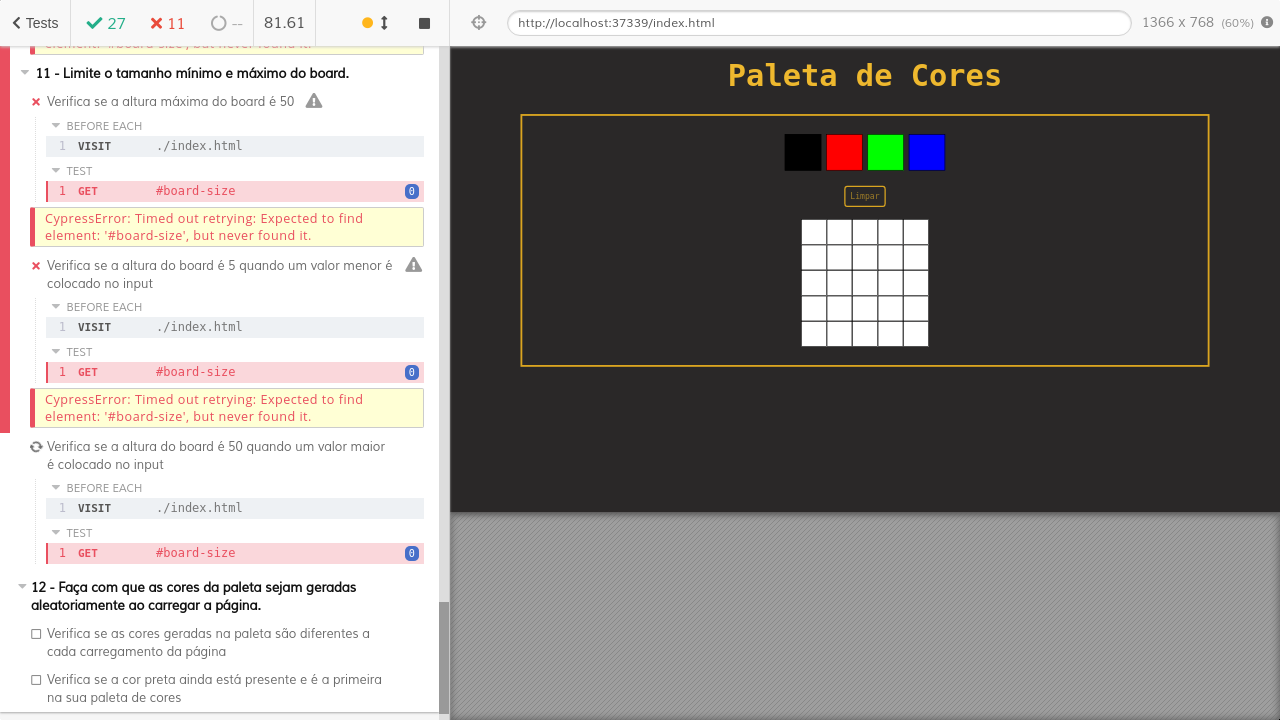 Tests
27
11
--
81.61
http://localhost:37339/index.html
1366 x 768 (60%)
element: '#board-size', but never found it.
11 - Limite o tamanho mínimo e máximo do board.
Verifica se a altura máxima do board é 50
BEFORE EACH
1 VISIT ./index.html
TEST
1 GET #board-size 0
CypressError: Timed out retrying: Expected to find
element: '#board-size', but never found it.
Verifica se a altura do board é 5 quando um valor menor é
colocado no input
BEFORE EACH
1 VISIT ./index.html
TEST
1 GET #board-size 0
CypressError: Timed out retrying: Expected to find
element: '#board-size', but never found it.
Verifica se a altura do board é 50 quando um valor maior
é colocado no input
BEFORE EACH
1 VISIT ./index.html
TEST
1 GET #board-size 0
12 - Faça com que as cores da paleta sejam geradas
aleatoriamente ao carregar a página.
Verifica se as cores geradas na paleta são diferentes a
cada carregamento da página
Verifica se a cor preta ainda está presente e é a primeira
na sua paleta de cores
Paleta de Cores
Limpar